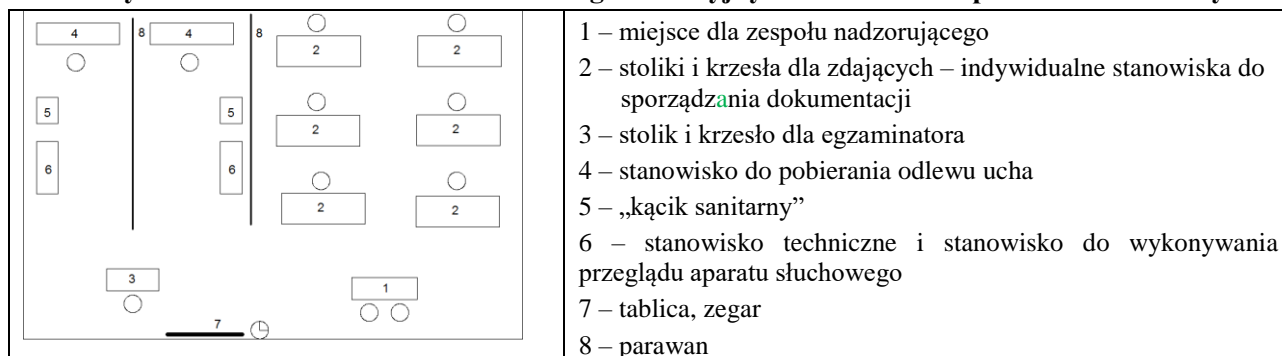 4
8
4
8
2
2
5
5
2
2
6
6
2
2
3
1
7
1 – miejsce dla zespołu nadzorującego
2 – stoliki i krzesła dla zdających – indywidualne stanowiska do
sporządzania dokumentacji
3 – stolik i krzesło dla egzaminatora
4 – stanowisko do pobierania odlewu ucha
5 – „kącik sanitarny”
6 – stanowisko techniczne i stanowisko do wykonywania
przeglądu aparatu słuchowego
7 – tablica, zegar
8 – parawan